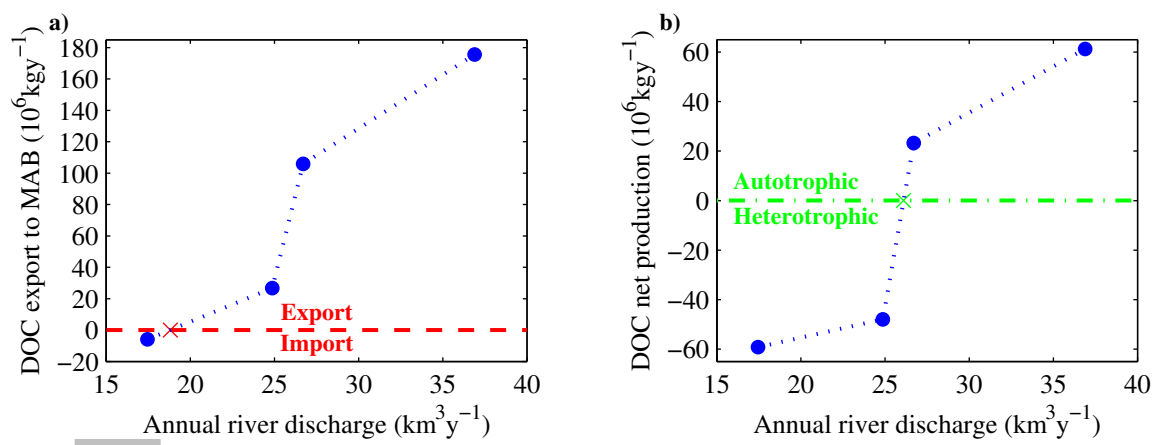 a)
DOC export to MAB (10⁶kgy⁻¹)
180
160
140
120
100
80
60
40
20
0
−20
Export
Import
15 20 25 30 35 40
Annual river discharge (km³y⁻¹)
b)
DOC net production (10⁶kgy⁻¹)
60
40
20
0
−20
−40
−60
Autotrophic
Heterotrophic
15 20 25 30 35 40
Annual river discharge (km³y⁻¹)